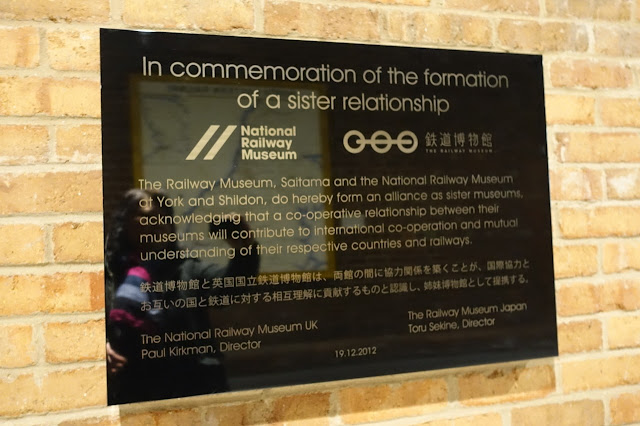 In commemoration of the formation
of a sister relationship
National
Railway
Museum
鉄道博物館
THE RAILWAY MUSEUM
The Railway Museum, Saitama and the National Railway Museum
at York and Shildon, do hereby form an alliance as sister museums,
acknowledging that a co-operative relationship between their
museums will contribute to international co-operation and mutual
understanding of their respective countries and railways.
鉄道博物館と英国国立鉄道博物館は、両館の間に協力関係を築くことが、国際協力と
お互いの国と鉄道に対する相互理解に貢献するものと認識し、姉妹博物館として提携する。
The National Railway Museum UK
Paul Kirkman, Director
19.12.2012
The Railway Museum Japan
Toru Sekine, Director